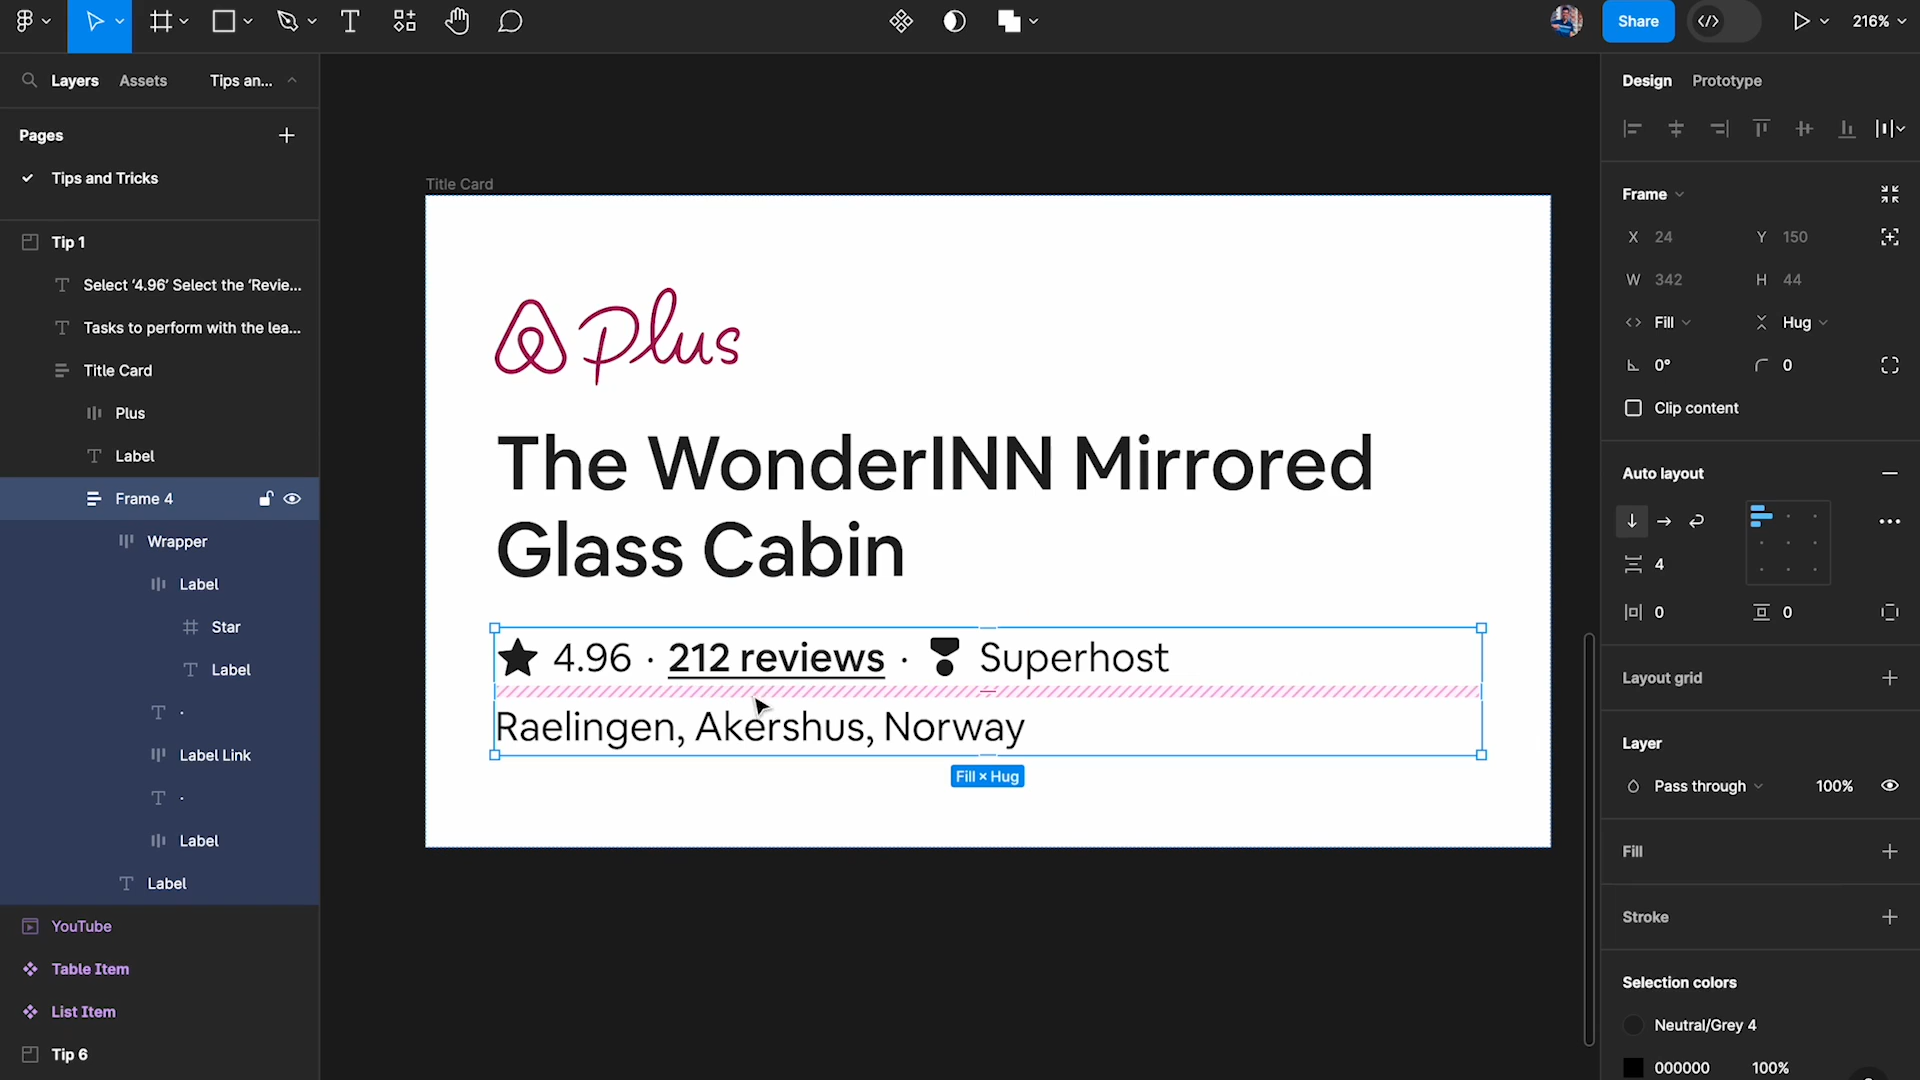 Share
216%
Layers
Assets
Tips an...
Pages
Tips and Tricks
Tip 1
Select ‘4.96’ Select the ‘Revie...
Tasks to perform with the lea...
Title Card
Plus
Label
Frame 4
Wrapper
Label
Star
Label
·
Label Link
·
Label
Label
YouTube
Table Item
List Item
Tip 6
Title Card
Plus
The WonderINN Mirrored
Glass Cabin
4.96 · 212 reviews · Superhost
Raelingen, Akershus, Norway
Fill × Hug
Design
Prototype
Frame
X 24
Y 150
W 342
H 44
Fill
Hug
0°
0
Clip content
Auto layout
4
0
0
Layout grid
Layer
Pass through
100%
Fill
Stroke
Selection colors
Neutral/Grey 4
000000
100%